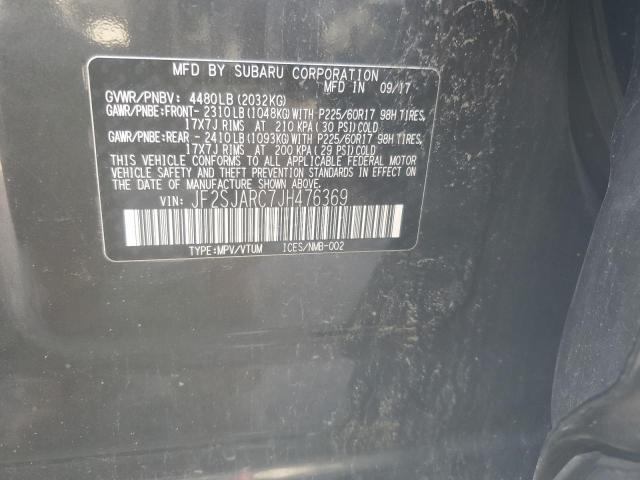 MFD BY SUBARU CORPORATION
MFD IN 09/17
GVWR/PNBV: 4480LB (2032KG)
GAWR/PNBE:FRONT- 2310LB (1048KG) WITH P225/60R17 98H TIRES,
17X7J RIMS AT 210 KPA (30 PSI) COLD
GAWR/PNBE:REAR - 2410LB (1093KG) WITH P225/60R17 98H TIRES,
17X7J RIMS AT 200 KPA (29 PSI) COLD
THIS VEHICLE CONFORMS TO ALL APPLICABLE FEDERAL MOTOR
VEHICLE SAFETY AND THEFT PREVENTION STANDARDS IN
EFFECT ON THE DATE OF MANUFACTURE SHOWN ABOVE.
VIN: JF2SJARC7JH476369
TYPE:MPV/VTUM ICES/NMB-002